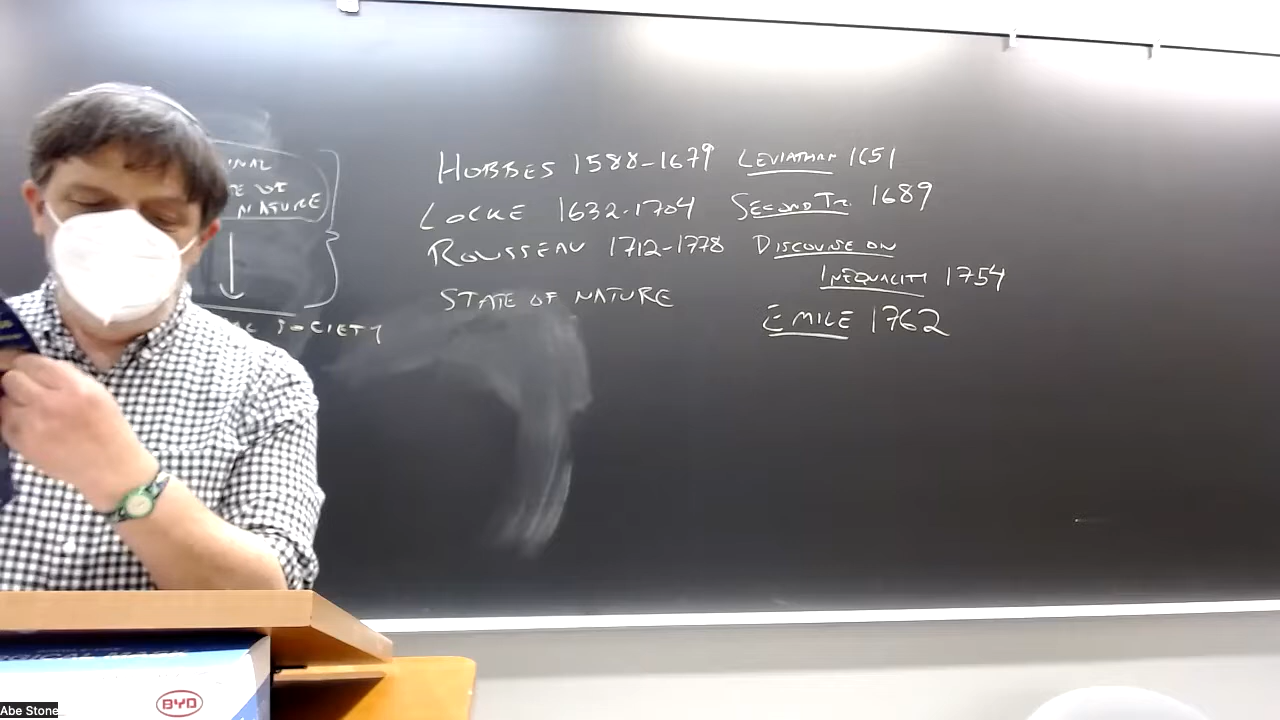 HOBBES 1588-1679 LEVIATHAN 1651
LOCKE 1632-1704 SECOND TR. 1689
ROUSSEAU 1712-1778 DISCOURSE ON
INEQUALITY 1754
STATE OF NATURE
EMILE 1762
NATURE
SOCIETY
BYD
Abe Stone